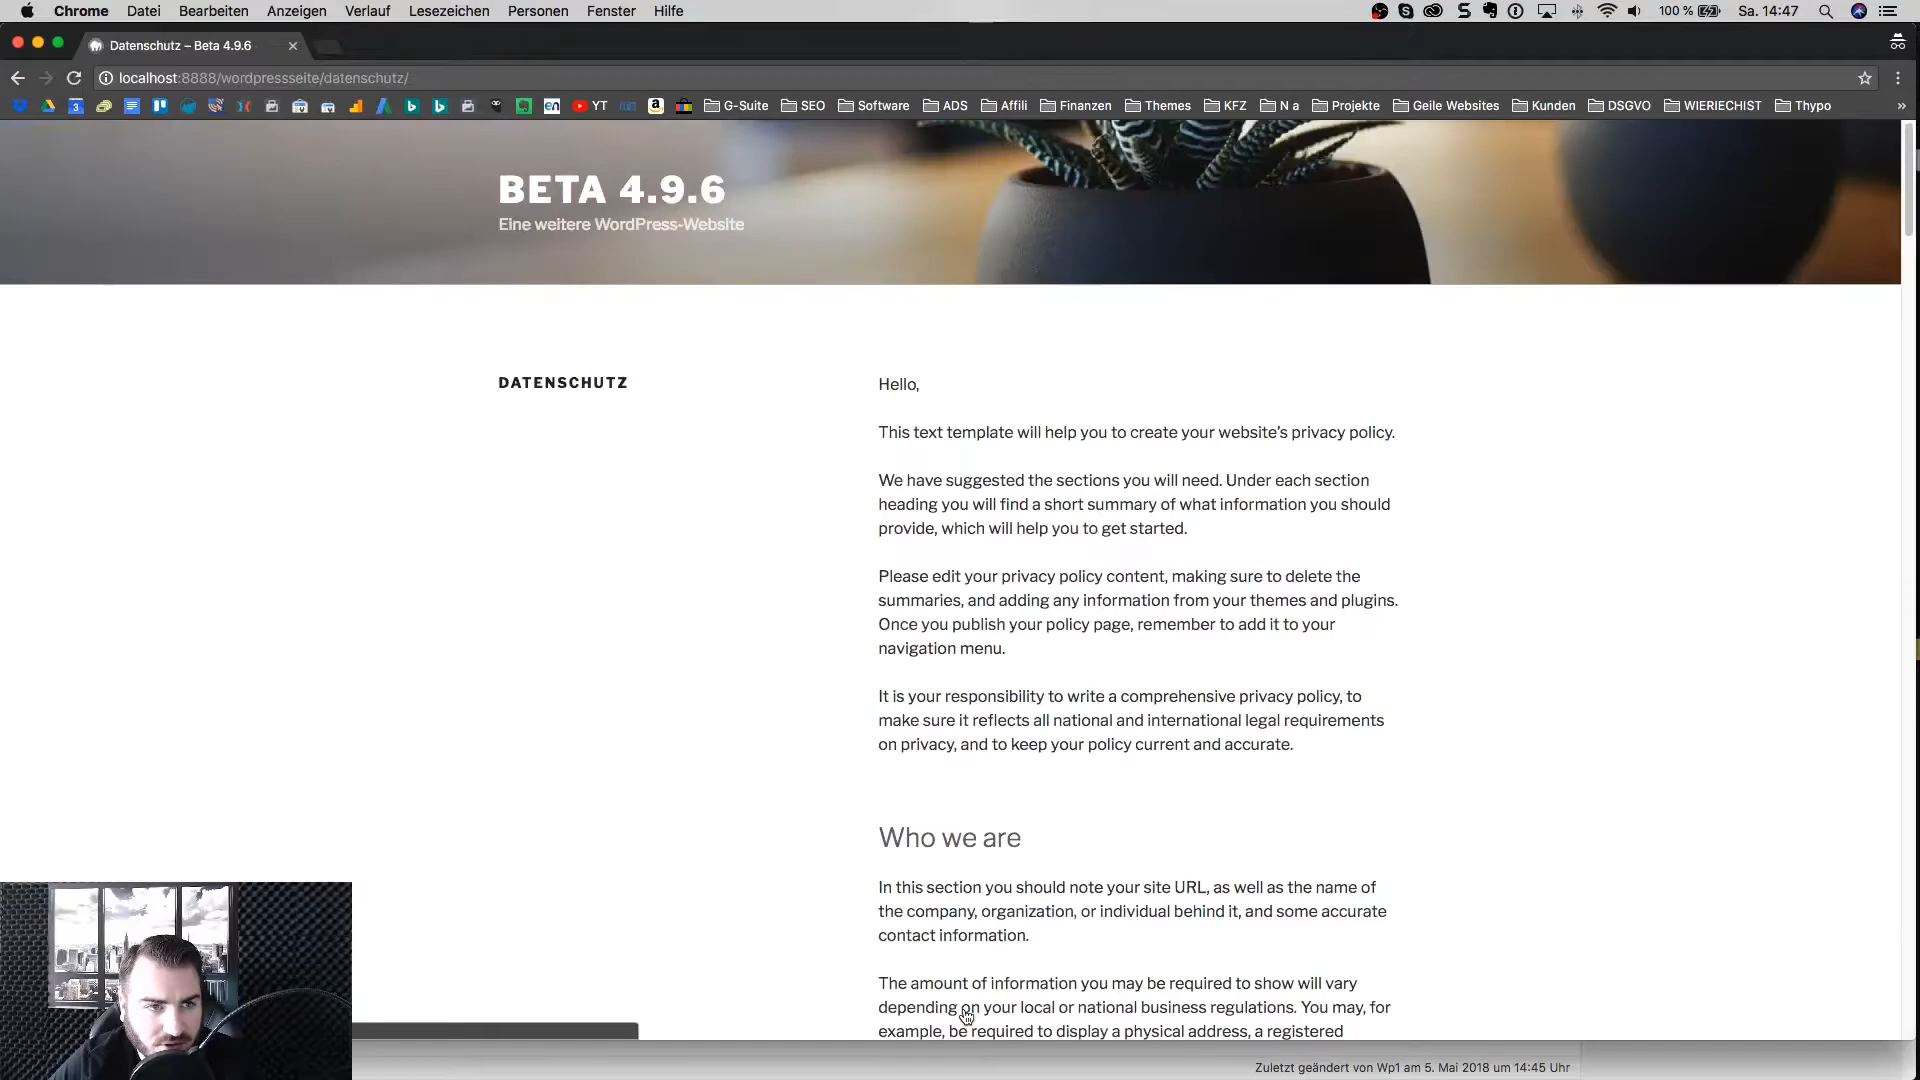 Chrome Datei Bearbeiten Anzeigen Verlauf Lesezeichen Personen Fenster Hilfe 100 % Sa. 14:47
Datenschutz – Beta 4.9.6
localhost:8888/wordpressseite/datenschutz/
3 YT G-Suite SEO Software ADS Affili Finanzen Themes KFZ N a Projekte Geile Websites Kunden DSGVO WIERIECHIST Thypo »
BETA 4.9.6
Eine weitere WordPress-Website
DATENSCHUTZ
Hello,
This text template will help you to create your website's privacy policy.
We have suggested the sections you will need. Under each section
heading you will find a short summary of what information you should
provide, which will help you to get started.
Please edit your privacy policy content, making sure to delete the
summaries, and adding any information from your themes and plugins.
Once you publish your policy page, remember to add it to your
navigation menu.
It is your responsibility to write a comprehensive privacy policy, to
make sure it reflects all national and international legal requirements
on privacy, and to keep your policy current and accurate.
Who we are
In this section you should note your site URL, as well as the name of
the company, organization, or individual behind it, and some accurate
contact information.
The amount of information you may be required to show will vary
depending on your local or national business regulations. You may, for
example, be required to display a physical address, a registered
Zuletzt geändert von Wp1 am 5. Mai 2018 um 14:45 Uhr